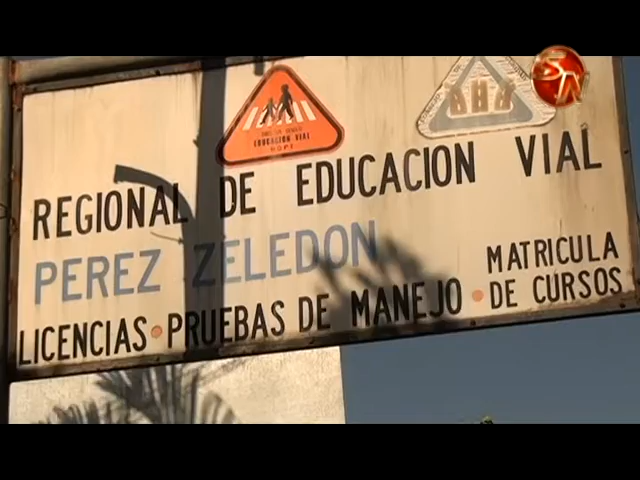 EDUCACION VIAL
REGIONAL DE EDUCACION VIAL
PEREZ ZELEDON
MATRICULA
LICENCIAS • PRUEBAS DE MANEJO • DE CURSOS